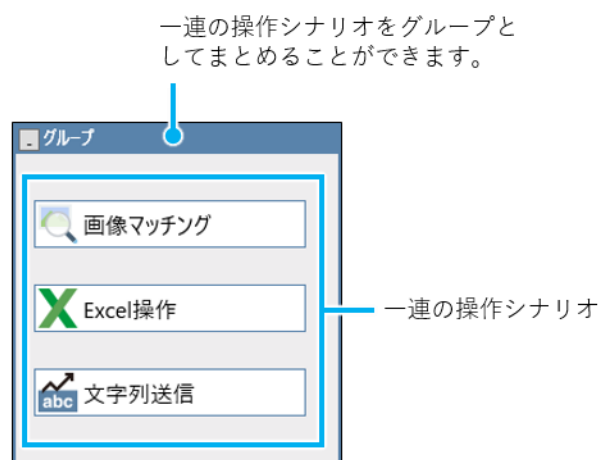 一連の操作シナリオをグループと
してまとめることができます。
グループ
画像マッチング
Excel操作
一連の操作シナリオ
abc 文字列送信